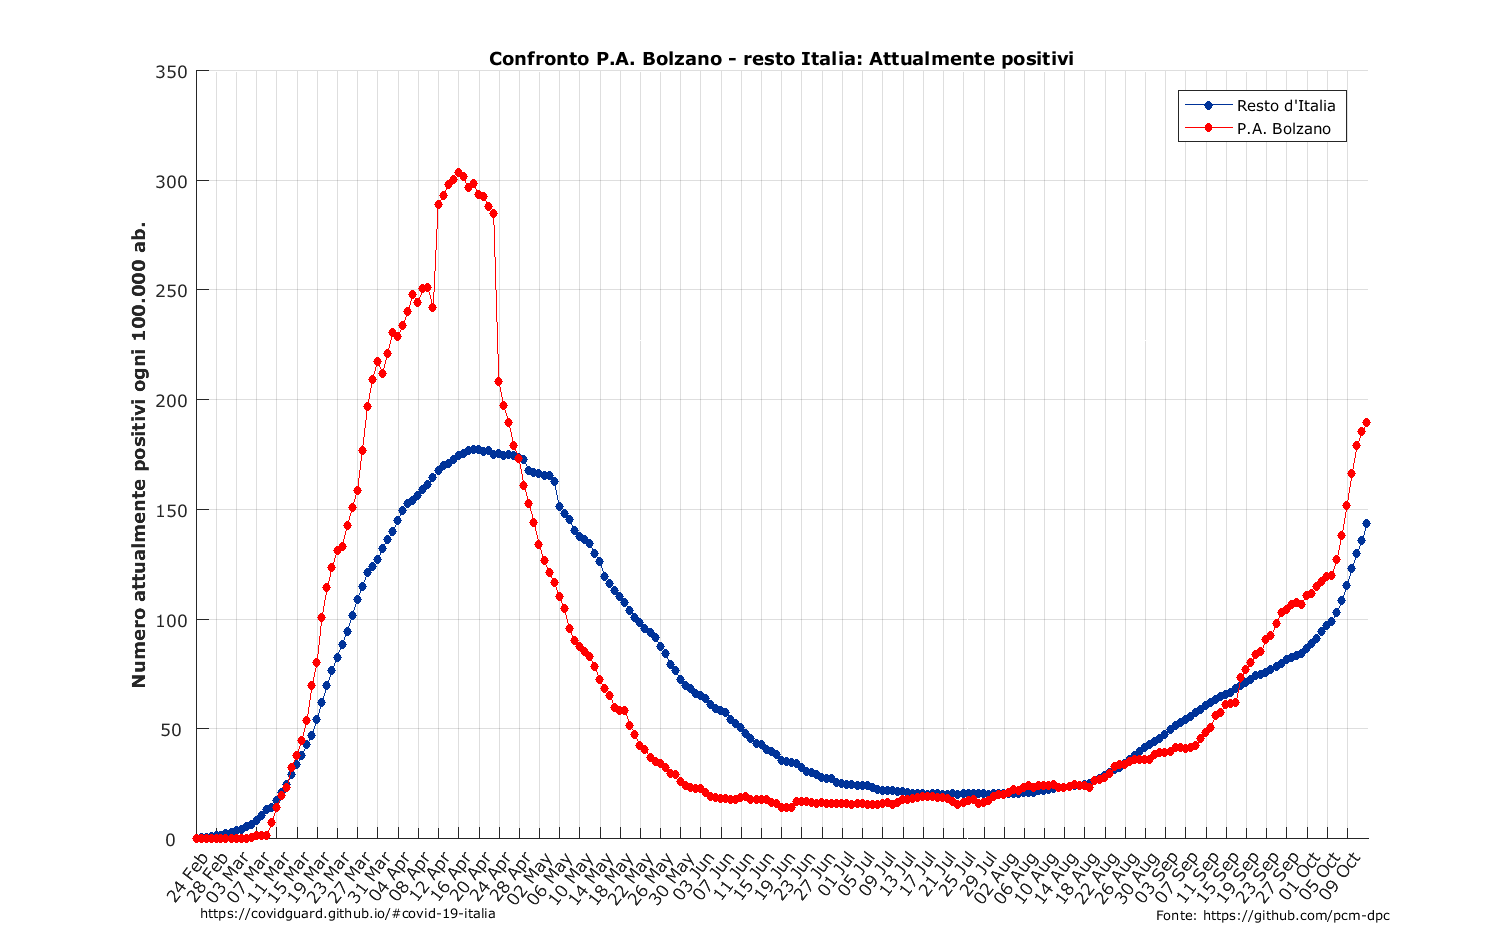 Confronto P.A. Bolzano - resto Italia: Attualmente positivi
Resto d'Italia
P.A. Bolzano
Numero attualmente positivi ogni 100.000 ab.
350
300
250
200
150
100
50
0
24 Feb
28 Feb
03 Mar
07 Mar
11 Mar
15 Mar
19 Mar
23 Mar
27 Mar
31 Mar
04 Apr
08 Apr
12 Apr
16 Apr
20 Apr
24 Apr
28 Apr
02 May
06 May
10 May
14 May
18 May
22 May
26 May
30 May
03 Jun
07 Jun
11 Jun
15 Jun
19 Jun
23 Jun
27 Jun
01 Jul
05 Jul
09 Jul
13 Jul
17 Jul
21 Jul
25 Jul
29 Jul
02 Aug
06 Aug
10 Aug
14 Aug
18 Aug
22 Aug
26 Aug
30 Aug
03 Sep
07 Sep
11 Sep
15 Sep
19 Sep
23 Sep
27 Sep
01 Oct
05 Oct
09 Oct
https://covidguard.github.io/#covid-19-italia
Fonte: https://github.com/pcm-dpc